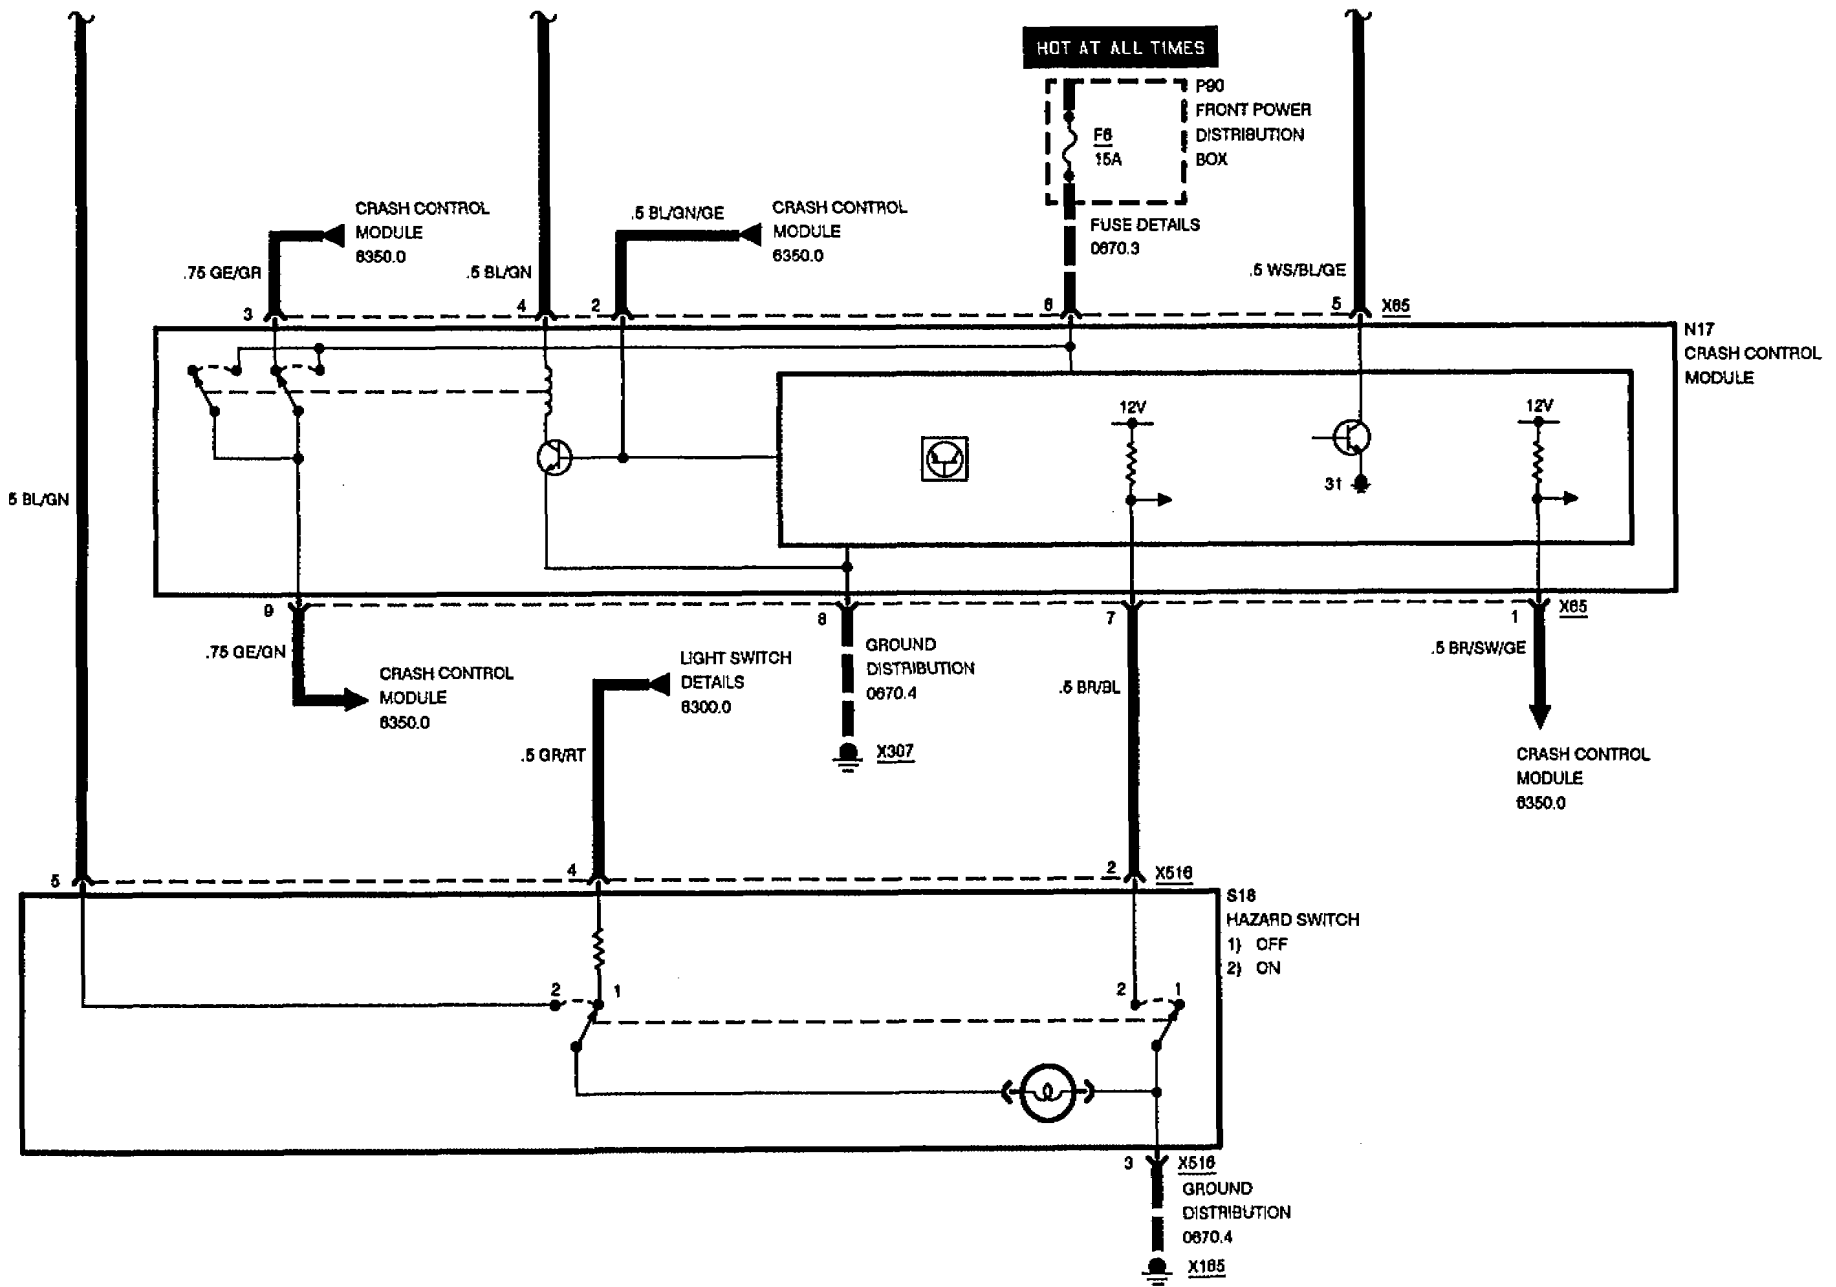 HOT AT ALL TIMES
P90
FRONT POWER
DISTRIBUTION
BOX
F6
15A
FUSE DETAILS
0670.3
CRASH CONTROL
MODULE
6350.0
.75 GE/GR
.5 BL/GN
.5 BL/GN/GE
CRASH CONTROL
MODULE
6350.0
.5 WS/BL/GE
3
4
2
6
5
X65
N17
CRASH CONTROL
MODULE
12V
12V
31
5 BL/GN
9
8
7
1
X65
.75 GE/GN
CRASH CONTROL
MODULE
6350.0
LIGHT SWITCH
DETAILS
6300.0
GROUND
DISTRIBUTION
0670.4
.5 BR/BL
.5 BR/SW/GE
.5 GR/RT
X307
CRASH CONTROL
MODULE
6350.0
5
4
2
X516
S18
HAZARD SWITCH
1) OFF
2) ON
2
1
2
1
3
X516
GROUND
DISTRIBUTION
0670.4
X165